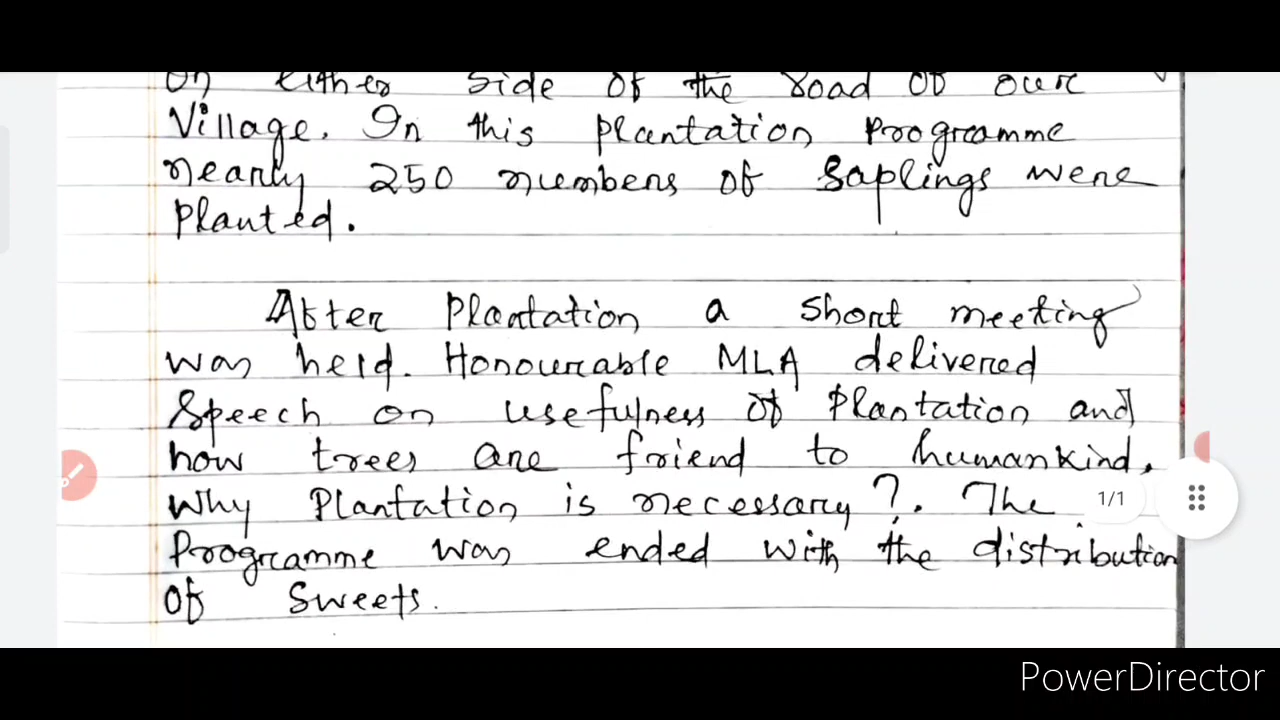 on either side of the road of our
Village. In this plantation Programme
nearly 250 numbers of Saplings were
Planted.
After Plantation a short meeting
was held. Honourable MLA delivered
Speech on usefulness of Plantation and
how trees are friend to humankind.
Why Plantation is necessary?. The
Programme was ended with the distribution
of Sweets.
1/1
PowerDirector